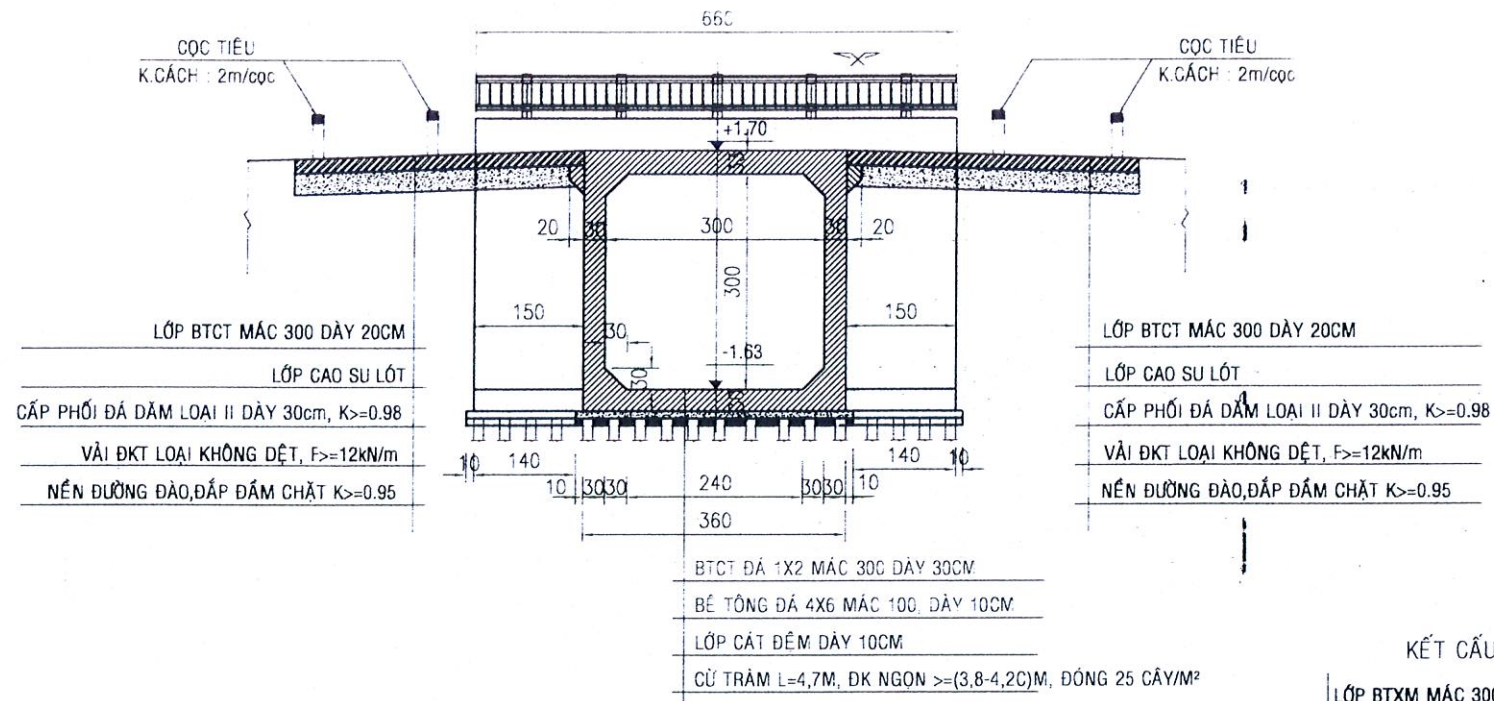 660
CỌC TIÊU
K.CÁCH : 2m/cọc
CỌC TIÊU
K.CÁCH : 2m/cọc
+1.70
20
30
300
30
20
300
150
150
30
-1.63
30
LỚP BTCT MÁC 300 DÀY 20CM
LỚP CAO SU LÓT
CẤP PHỐI ĐÁ DĂM LOẠI II DÀY 30cm, K>=0.98
VẢI ĐKT LOẠI KHÔNG DỆT, F>=12kN/m
NỀN ĐƯỜNG ĐÀO,ĐẮP ĐẦM CHẶT K>=0.95
LỚP BTCT MÁC 300 DÀY 20CM
LỚP CAO SU LÓT
CẤP PHỐI ĐÁ DĂM LOẠI II DÀY 30cm, K>=0.98
VẢI ĐKT LOẠI KHÔNG DỆT, F>=12kN/m
NỀN ĐƯỜNG ĐÀO,ĐẮP ĐẦM CHẶT K>=0.95
10
140
10
30
30
240
30
30
10
140
10
360
BTCT ĐÁ 1X2 MÁC 300 DÀY 30CM
BÊ TÔNG ĐÁ 4X6 MÁC 100, DÀY 10CM
LỚP CÁT ĐỆM DÀY 10CM
CỪ TRÀM L=4,7M, ĐK NGỌN >=(3,8-4,2C)M, ĐÓNG 25 CÂY/M²
KẾT CẤU
LỚP BTXM MÁC 300